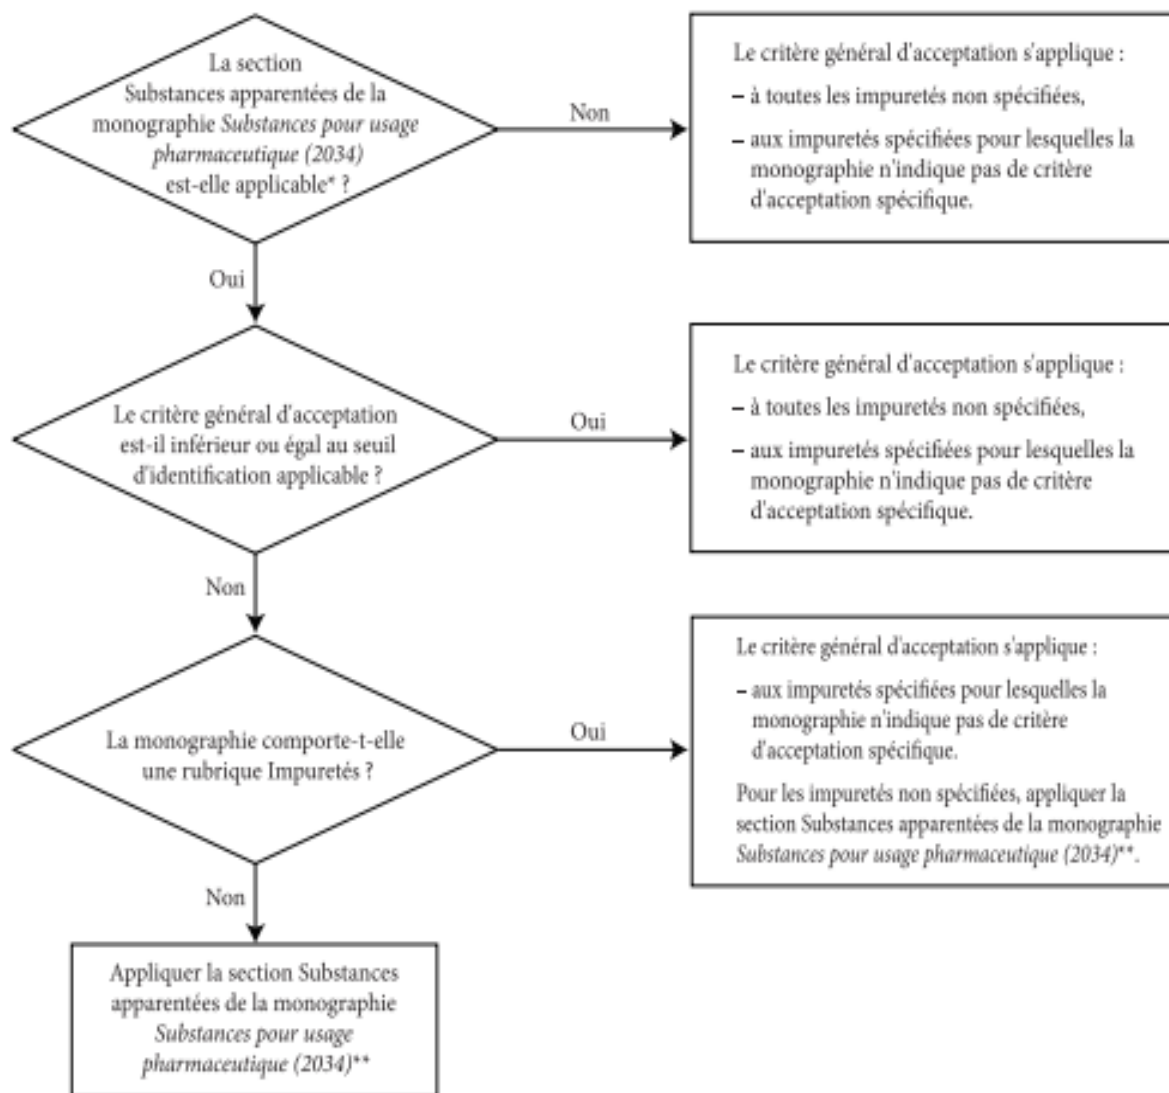 La section
Substances apparentées de la
monographie Substances pour usage
pharmaceutique (2034)
est-elle applicable* ?
Non
Le critère général d'acceptation s'applique :
– à toutes les impuretés non spécifiées,
– aux impuretés spécifiées pour lesquelles la
monographie n'indique pas de critère
d'acceptation spécifique.
Oui
Le critère général d'acceptation
est-il inférieur ou égal au seuil
d'identification applicable ?
Oui
Le critère général d'acceptation s'applique :
– à toutes les impuretés non spécifiées,
– aux impuretés spécifiées pour lesquelles la
monographie n'indique pas de critère
d'acceptation spécifique.
Non
La monographie comporte-t-elle
une rubrique Impuretés ?
Oui
Le critère général d'acceptation s'applique :
– aux impuretés spécifiées pour lesquelles la
monographie n'indique pas de critère
d'acceptation spécifique.
Pour les impuretés non spécifiées, appliquer la
section Substances apparentées de la monographie
Substances pour usage pharmaceutique (2034)**.
Non
Appliquer la section Substances
apparentées de la monographie
Substances pour usage
pharmaceutique (2034)**